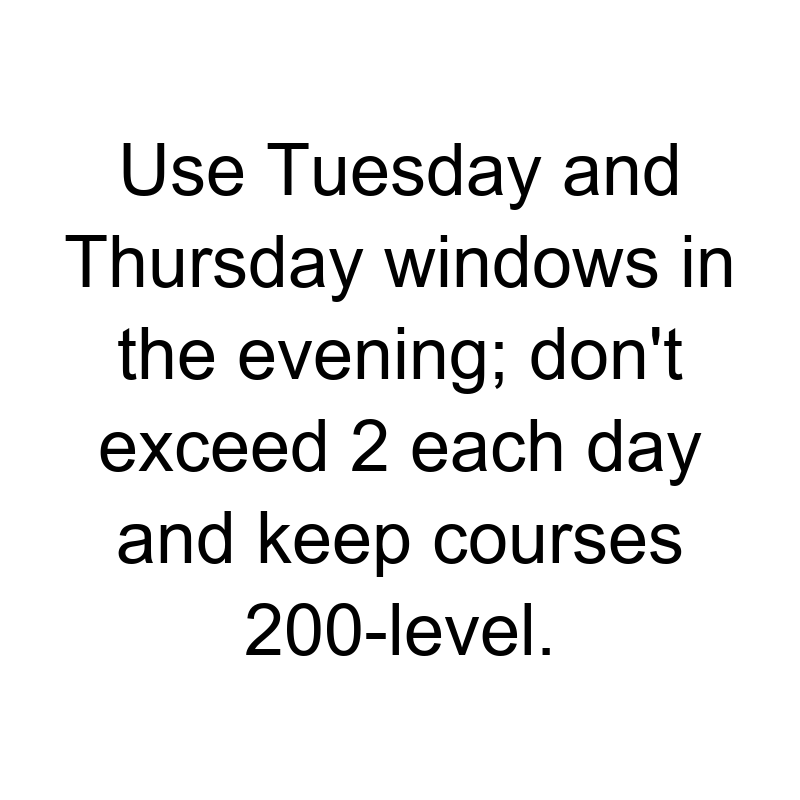 Use Tuesday and
Thursday windows in
the evening; don't
exceed 2 each day
and keep courses
200-level.